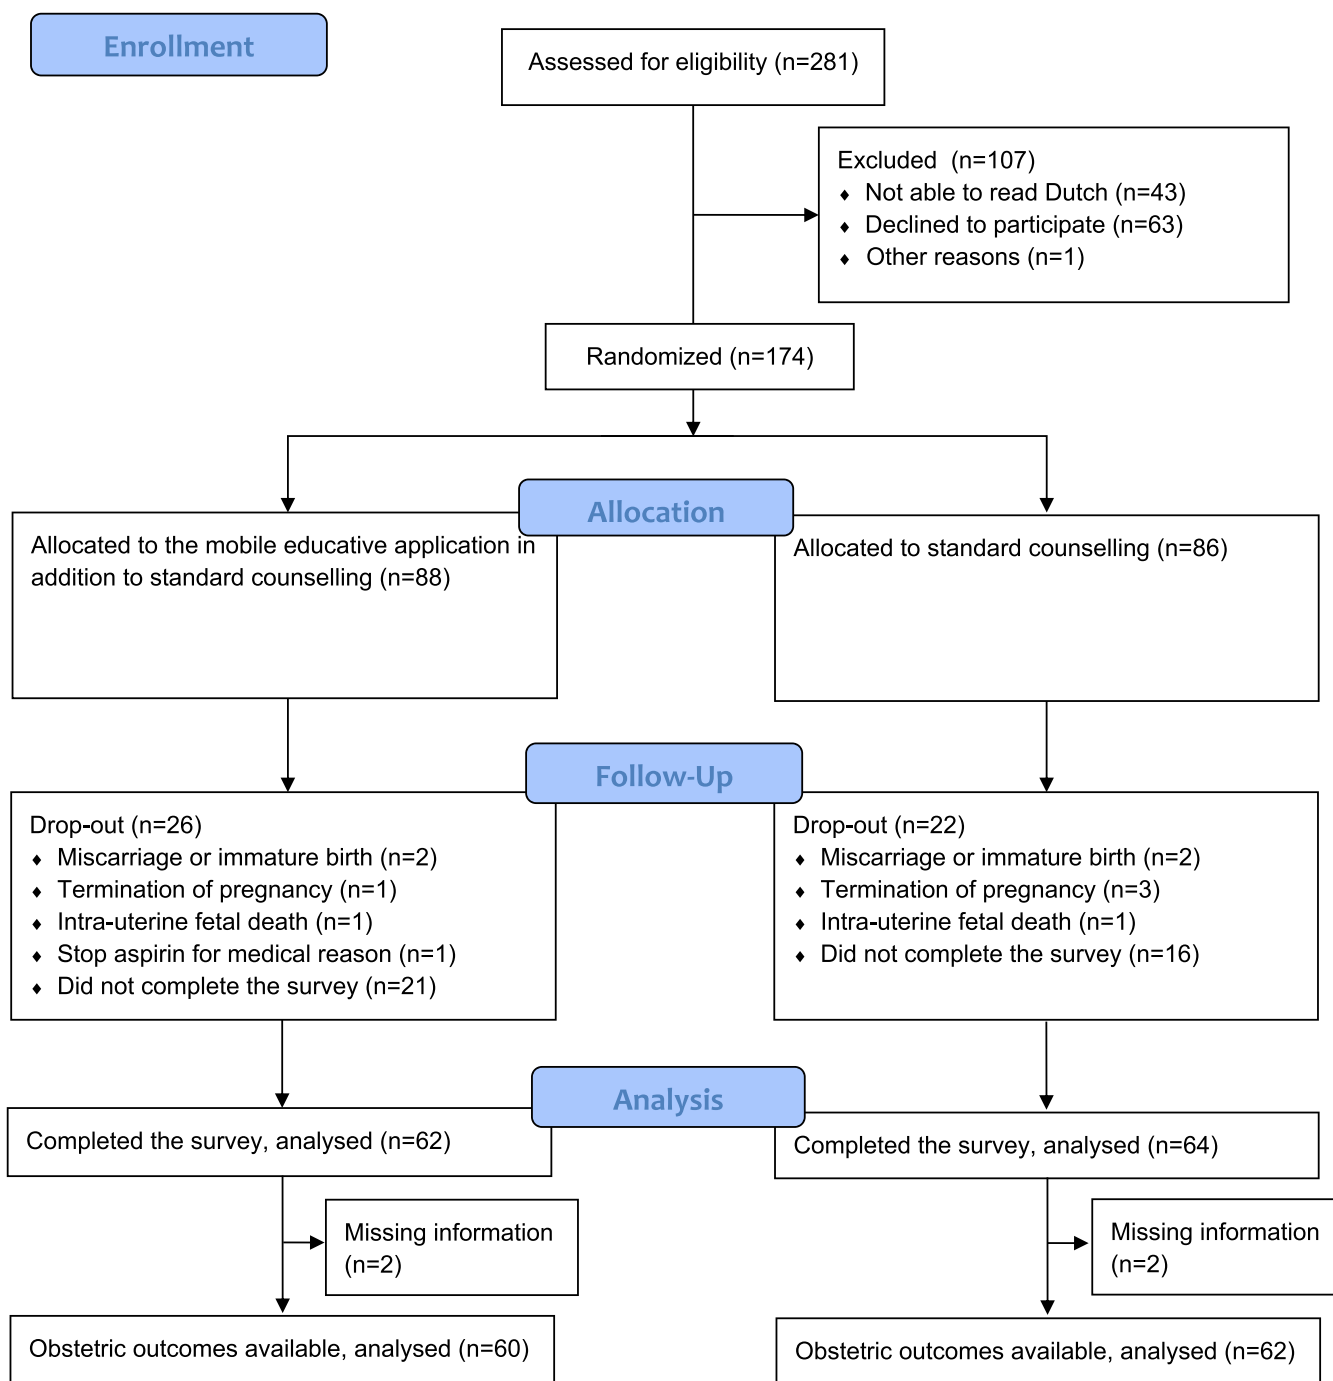 Enrollment
Assessed for eligibility (n=281)
Excluded (n=107)
♦ Not able to read Dutch (n=43)
♦ Declined to participate (n=63)
♦ Other reasons (n=1)
Randomized (n=174)
Allocation
Allocated to the mobile educative application in
addition to standard counselling (n=88)
Allocated to standard counselling (n=86)
Follow-Up
Drop-out (n=26)
♦ Miscarriage or immature birth (n=2)
♦ Termination of pregnancy (n=1)
♦ Intra-uterine fetal death (n=1)
♦ Stop aspirin for medical reason (n=1)
♦ Did not complete the survey (n=21)
Drop-out (n=22)
♦ Miscarriage or immature birth (n=2)
♦ Termination of pregnancy (n=3)
♦ Intra-uterine fetal death (n=1)
♦ Did not complete the survey (n=16)
Analysis
Completed the survey, analysed (n=62)
Completed the survey, analysed (n=64)
Missing information
(n=2)
Missing information
(n=2)
Obstetric outcomes available, analysed (n=60)
Obstetric outcomes available, analysed (n=62)